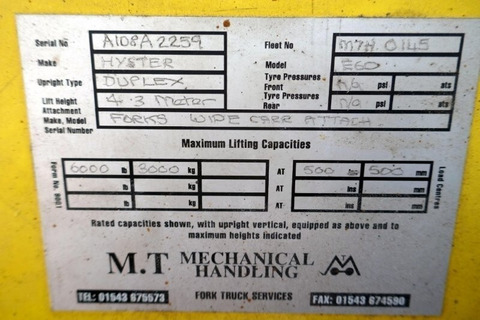 Serial No A108A2259 Fleet No M7H 0145
Make HYSTER Model E60
Upright Type DUPLEX Tyre Pressures Front N/a psi ats
Lift Height 4.3 Meter Tyre Pressures Rear N/a psi ats
Attachment Make, Model Serial Number FORKS WIDE CARR ATTACH
Maximum Lifting Capacities
Form No. 9001 6000 lb 3000 kg AT 500 ins 500 mm Load Centres
lb kg AT ins mm
lb kg AT ins mm
Rated capacities shown, with upright vertical, equipped as above and to
maximum heights indicated
M.T MECHANICAL HANDLING
TEL: 01543 675573 FORK TRUCK SERVICES FAX: 01543 674590